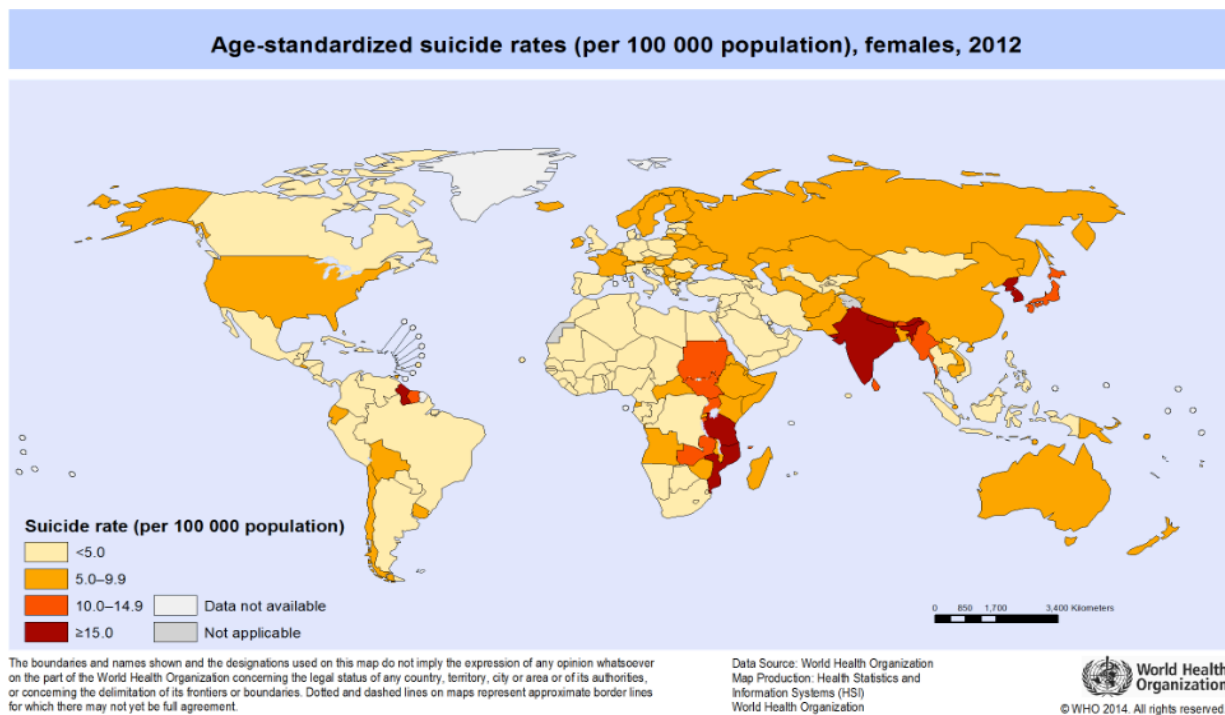 Age-standardized suicide rates (per 100 000 population), females, 2012
Suicide rate (per 100 000 population)
<5.0
5.0–9.9
10.0–14.9
≥15.0
Data not available
Not applicable
0 850 1,700 3,400 Kilometers
The boundaries and names shown and the designations used on this map do not imply the expression of any opinion whatsoever
on the part of the World Health Organization concerning the legal status of any country, territory, city or area or of its authorities,
or concerning the delimitation of its frontiers or boundaries. Dotted and dashed lines on maps represent approximate border lines
for which there may not yet be full agreement.
Data Source: World Health Organization
Map Production: Health Statistics and
Information Systems (HSI)
World Health Organization
World Health
Organization
© WHO 2014. All rights reserved.